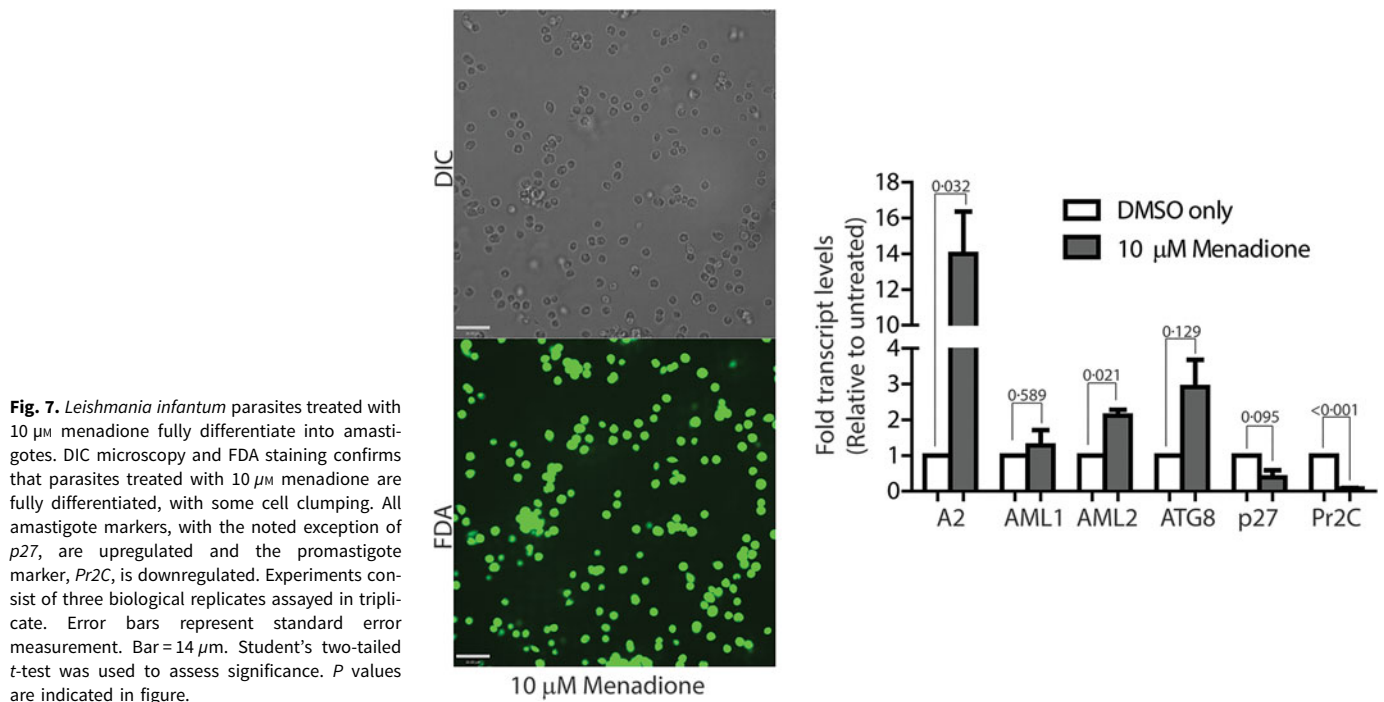 Fig. 7. Leishmania infantum parasites treated with
10 µM menadione fully differentiate into amasti-
gotes. DIC microscopy and FDA staining confirms
that parasites treated with 10 µM menadione are
fully differentiated, with some cell clumping. All
amastigote markers, with the noted exception of
p27, are upregulated and the promastigote
marker, Pr2C, is downregulated. Experiments con-
sist of three biological replicates assayed in tripli-
cate. Error bars represent standard error
measurement. Bar = 14 µm. Student's two-tailed
t-test was used to assess significance. P values
are indicated in figure.
DIC
FDA
10 µM Menadione
Fold transcript levels
(Relative to untreated)
18
16
14
12
10
4
3
2
1
0
0·032
0·589
0·021
0·129
0·095
<0·001
DMSO only
10 µM Menadione
A2
AML1
AML2
ATG8
p27
Pr2C